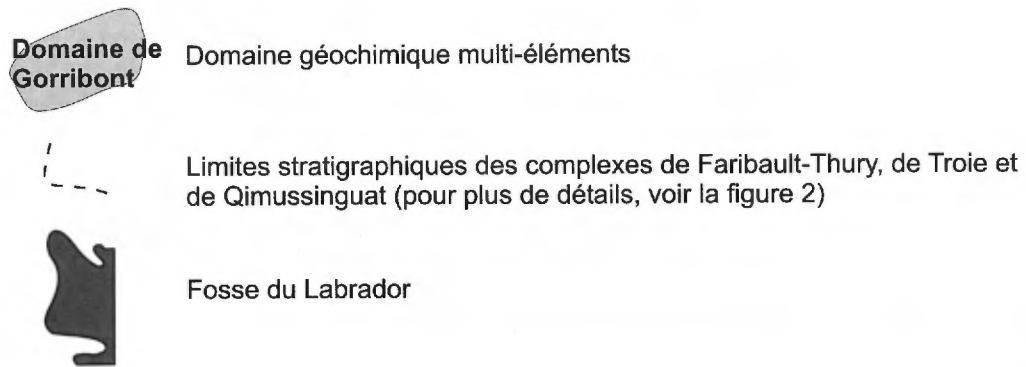 Domaine de
Gorribont
Domaine géochimique multi-éléments
Limites stratigraphiques des complexes de Faribault-Thury, de Troie et
de Qimussinguat (pour plus de détails, voir la figure 2)
Fosse du Labrador